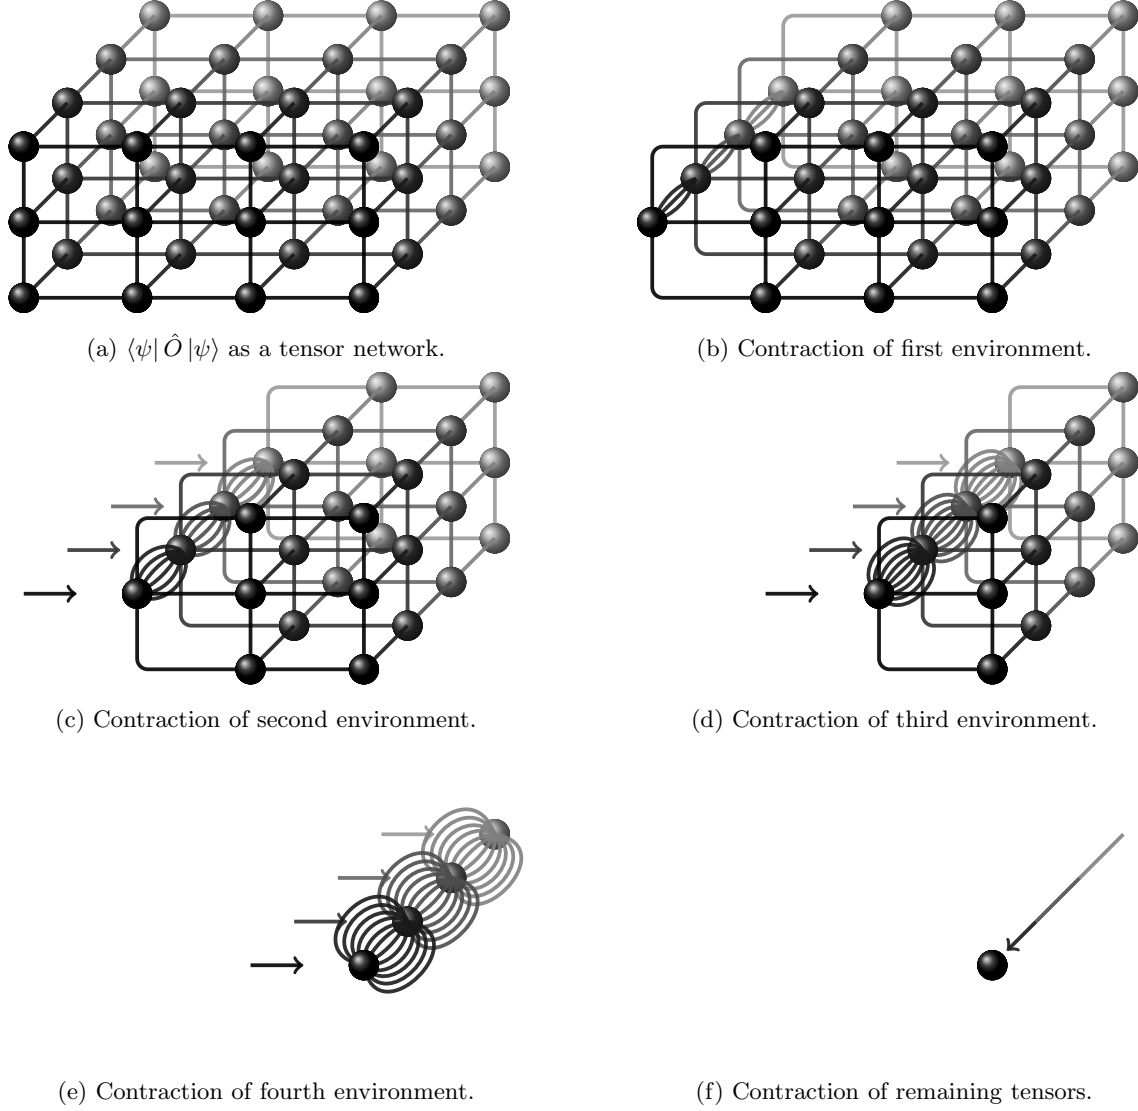 (a) ⟨ψ| Ô |ψ⟩ as a tensor network.
(b) Contraction of first environment.
(c) Contraction of second environment.
(d) Contraction of third environment.
(e) Contraction of fourth environment.
(f) Contraction of remaining tensors.